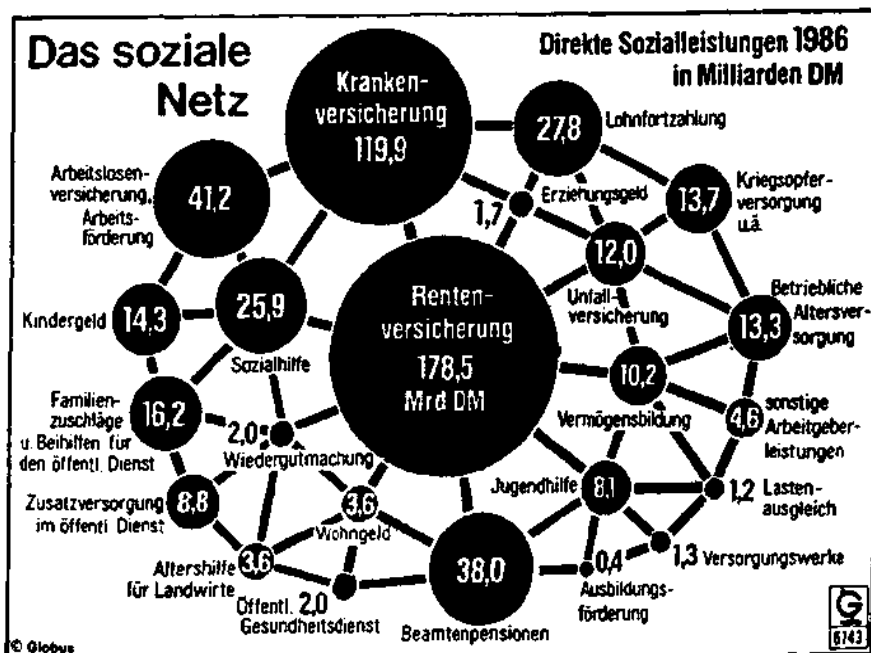 Das soziale
Netz
Direkte Sozialleistungen 1986
in Milliarden DM
Kranken-
versicherung
119,9
27,8
Lohnfortzahlung
Arbeitslosen-
versicherung,
Arbeits-
förderung
41,2
1,7
Erziehungsgeld
13,7
Kriegsopfer-
versorgung
u.ä.
12,0
Unfall-
versicherung
Kindergeld
14,3
25,9
Sozialhilfe
Renten-
versicherung
178,5
Mrd DM
Betriebliche
Altersver-
sorgung
13,3
10,2
Vermögensbildung
Familien-
zuschläge
u. Beihilfen für
den öffentl. Dienst
16,2
2,0
Wiedergutmachung
4,6
sonstige
Arbeitgeber-
leistungen
Zusatzversorgung
im öffentl. Dienst
8,8
3,6
Wohngeld
Jugendhilfe
8,1
1,2
Lasten-
ausgleich
Altershilfe
für Landwirte
3,6
Öffentl.
Gesundheitsdienst
2,0
38,0
Beamtenpensionen
0,4
Ausbildungs-
förderung
1,3
Versorgungswerke
© Globus
G
6743